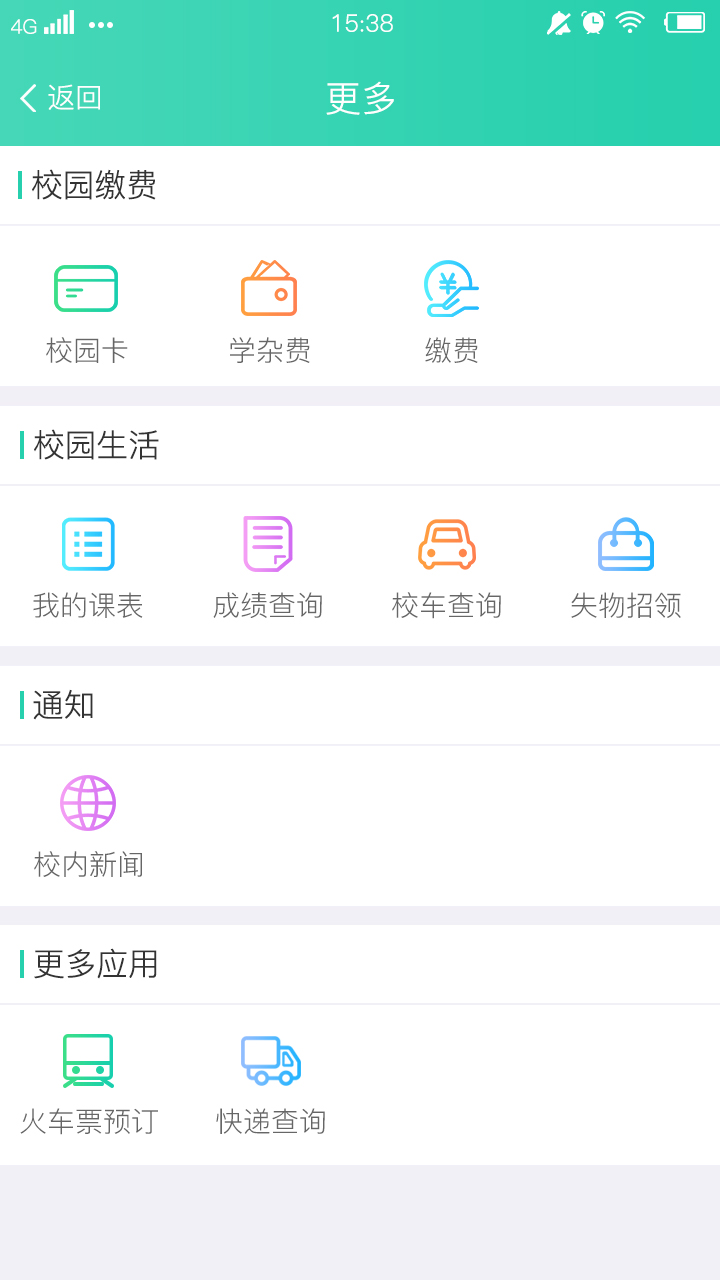 4G 15:38
返回 更多
校园缴费
校园卡 学杂费 缴费
校园生活
我的课表 成绩查询 校车查询 失物招领
通知
校内新闻
更多应用
火车票预订 快递查询